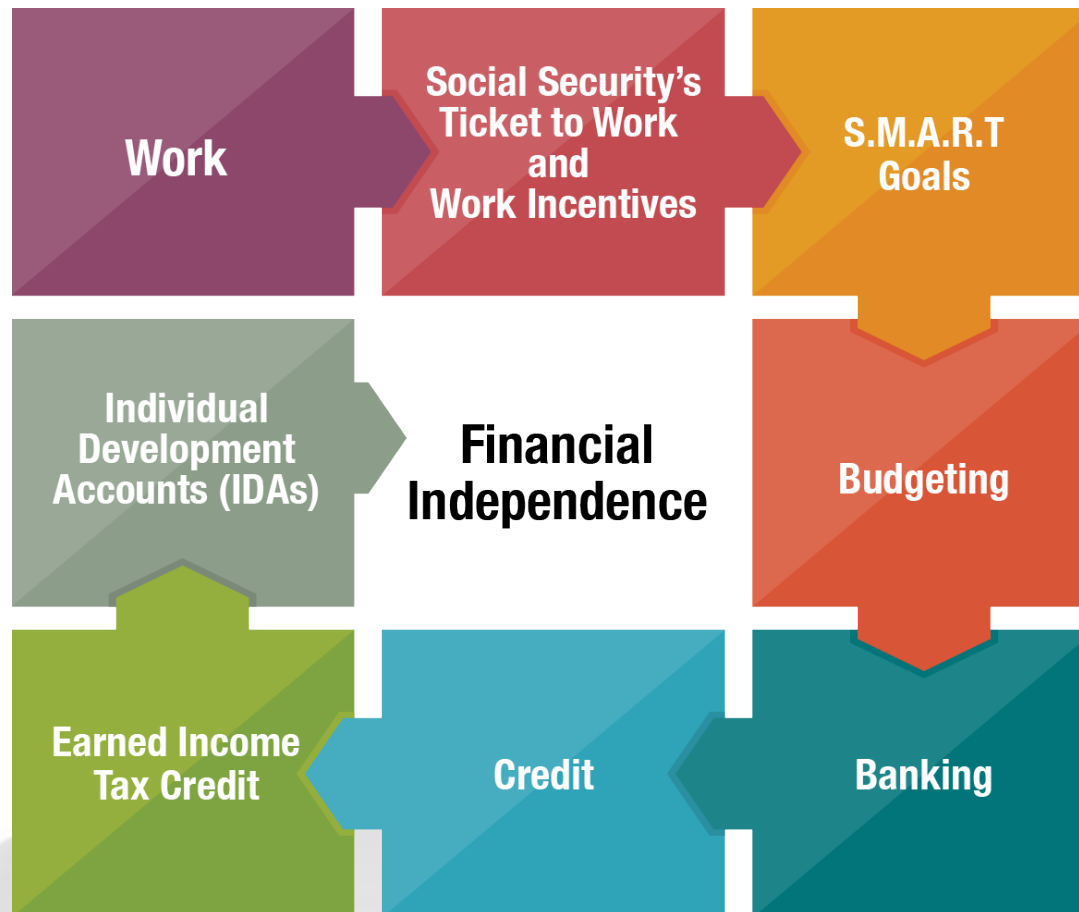 Work
Social Security's
Ticket to Work
and
Work Incentives
S.M.A.R.T
Goals
Individual
Development
Accounts (IDAs)
Financial
Independence
Budgeting
Earned Income
Tax Credit
Credit
Banking